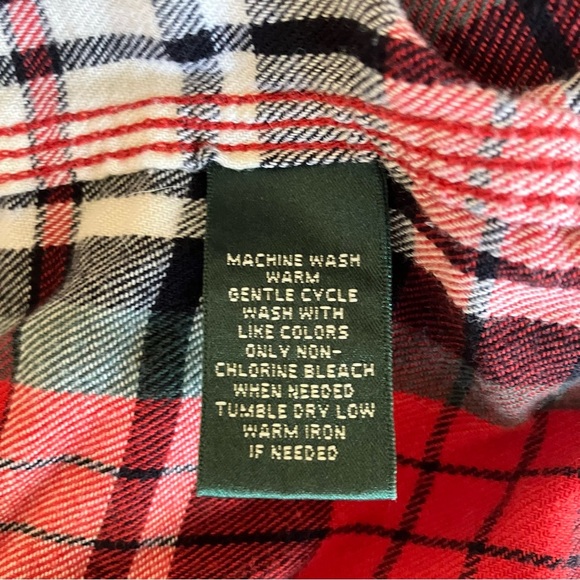 MACHINE WASH
WARM
GENTLE CYCLE
WASH WITH
LIKE COLORS
ONLY NON-
CHLORINE BLEACH
WHEN NEEDED
TUMBLE DRY LOW
WARM IRON
IF NEEDED